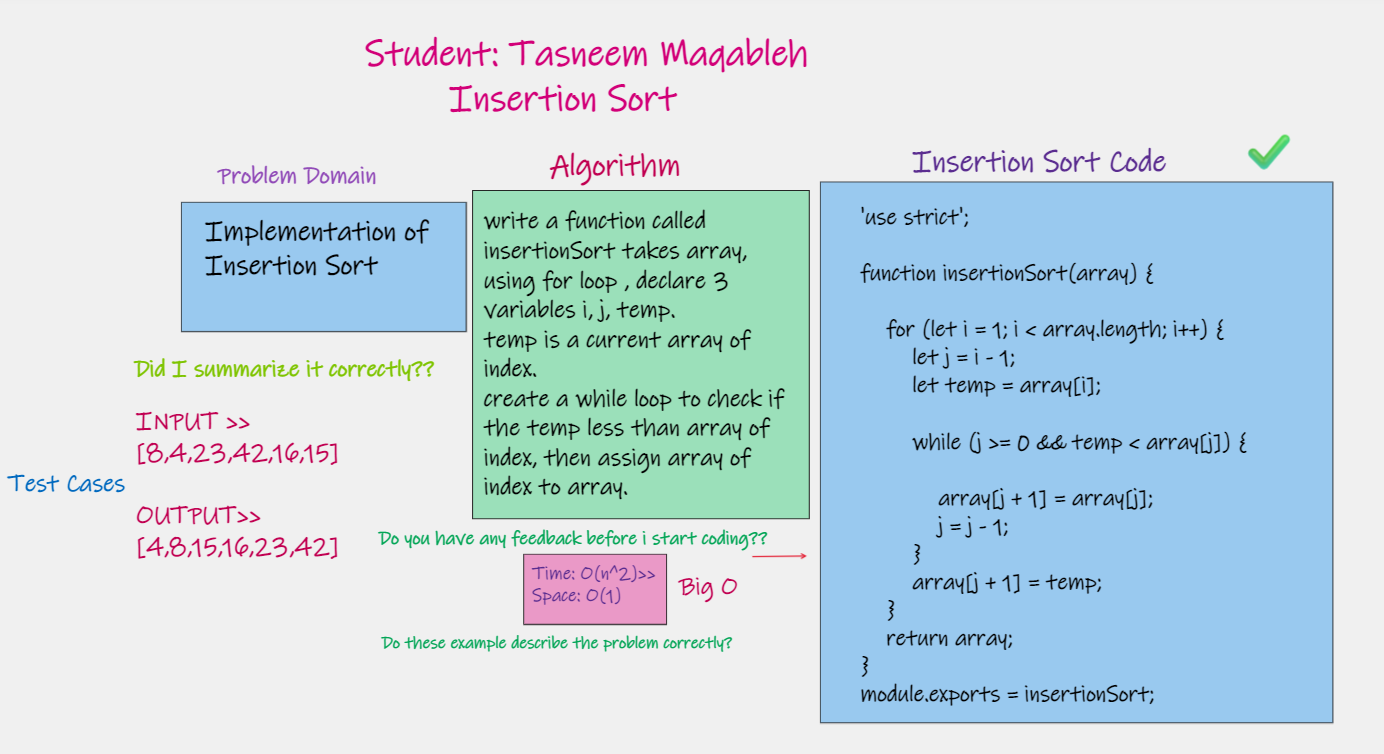 Student: Tasneem Maqableh
Insertion Sort
Problem Domain
Implementation of
Insertion Sort
Did I summarize it correctly??
Test Cases
INPUT >>
[8,4,23,42,16,15]
OUTPUT>>
[4,8,15,16,23,42]
Algorithm
write a function called
insertionSort takes array,
using for loop , declare 3
variables i, j, temp.
temp is a current array of
index.
create a while loop to check if
the temp less than array of
index, then assign array of
index to array.
Do you have any feedback before i start coding??
Time: O(n^2)>>
Space: O(1)
Big O
Do these example describe the problem correctly?
Insertion Sort Code
'use strict';
function insertionSort(array) {
for (let i = 1; i < array.length; i++) {
let j = i - 1;
let temp = array[i];
while (j >= 0 && temp < array[j]) {
array[j + 1] = array[j];
j = j - 1;
}
array[j + 1] = temp;
}
return array;
}
module.exports = insertionSort;